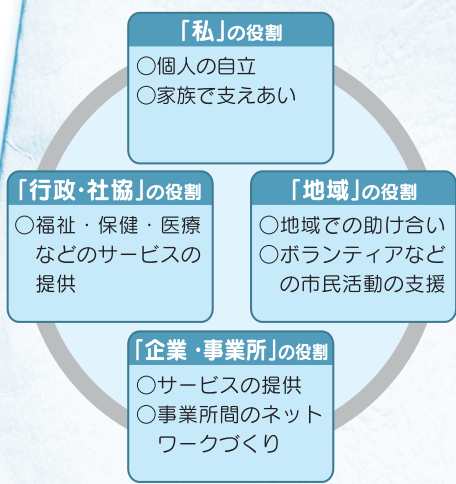 「私」の役割
○個人の自立
○家族で支えあい
「行政・社協」の役割
○福祉・保健・医療
などのサービスの
提供
「地域」の役割
○地域での助け合い
○ボランティアなど
の市民活動の支援
「企業・事業所」の役割
○サービスの提供
○事業所間のネット
ワークづくり